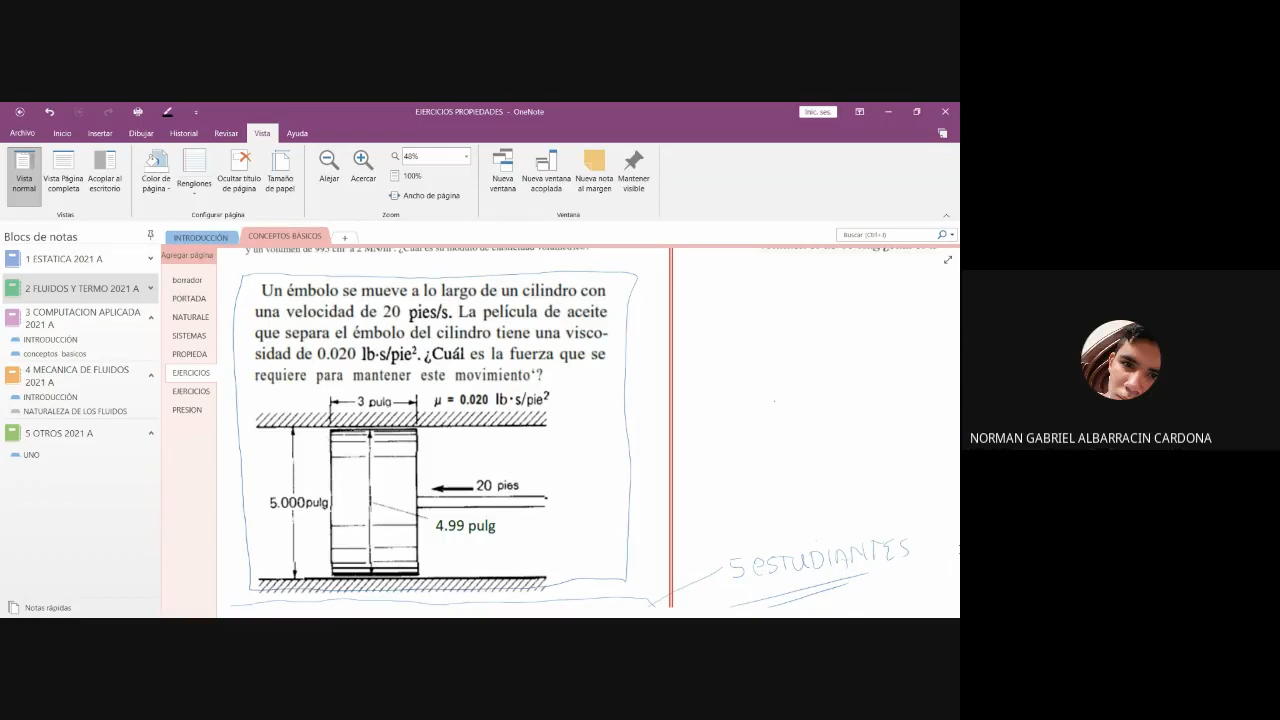 EJERCICIOS PROPIEDADES - OneNote
Inic. ses.
Archivo Inicio Insertar Dibujar Historial Revisar Vista Ayuda
Vista normal
Vista Página completa
Acoplar al escritorio
Color de página
Renglones
Ocultar título de página
Tamaño de papel
Alejar
Acercar
48%
100%
Ancho de página
Nueva ventana
Nueva ventana acoplada
Nueva nota al margen
Mantener visible
Vistas
Configurar página
Zoom
Ventana
Blocs de notas
INTRODUCCIÓN
CONCEPTOS BASICOS
Buscar (Ctrl+J)
1 ESTATICA 2021 A
2 FLUIDOS Y TERMO 2021 A
3 COMPUTACION APLICADA
2021 A
INTRODUCCIÓN
conceptos basicos
4 MECANICA DE FLUIDOS
2021 A
INTRODUCCIÓN
NATURALEZA DE LOS FLUIDOS
5 OTROS 2021 A
UNO
Notas rápidas
Agregar página
borrador
PORTADA
NATURALE
SISTEMAS
PROPIEDA
EJERCICIOS
EJERCICIOS
PRESION
Un émbolo se mueve a lo largo de un cilindro con
una velocidad de 20 pies/s. La película de aceite
que separa el émbolo del cilindro tiene una visco-
sidad de 0.020 lb·s/pie². ¿Cuál es la fuerza que se
requiere para mantener este movimiento'?
3 pulg
μ = 0.020 lb·s/pie²
20 pies
5.000 pulg
4.99 pulg
5 ESTUDIANTES
NORMAN GABRIEL ALBARRACIN CARDONA